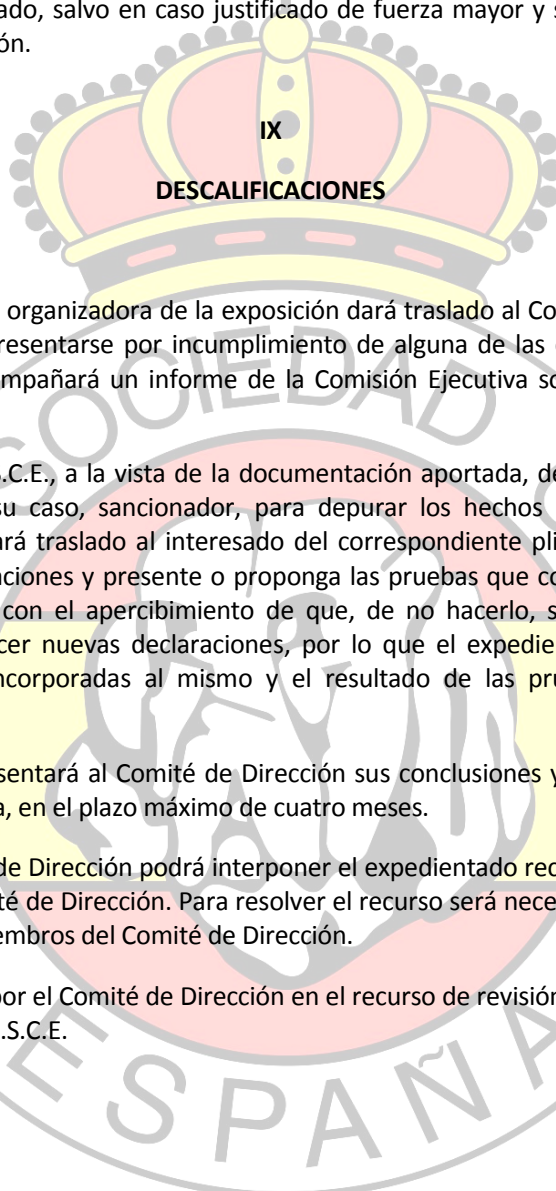 ado, salvo en caso justificado de fuerza mayor y s
ón.
IX
DESCALIFICACIONES
organizadora de la exposición dará traslado al Co
resentarse por incumplimiento de alguna de las
mpañará un informe de la Comisión Ejecutiva so
SOCIEDAD
.C.E., a la vista de la documentación aportada, de
su caso, sancionador, para depurar los hechos
ará traslado al interesado del correspondiente pli
aciones y presente o proponga las pruebas que co
con el apercibimiento de que, de no hacerlo, s
cer nuevas declaraciones, por lo que el expedie
incorporadas al mismo y el resultado de las pru
sentará al Comité de Dirección sus conclusiones y
a, en el plazo máximo de cuatro meses.
de Dirección podrá interponer el expedientado rec
ité de Dirección. Para resolver el recurso será nece
embros del Comité de Dirección.
por el Comité de Dirección en el recurso de revisión
.S.C.E.
ESPAÑA